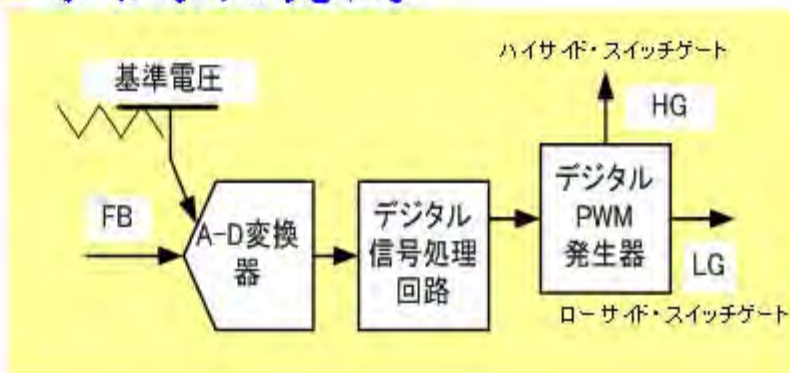 ハイサイド・スイッチゲート
基準電圧
HG
FB
A-D変換
器
デジタル
信号処理
回路
デジタル
PWM
発生器
LG
ローサイド・スイッチゲート